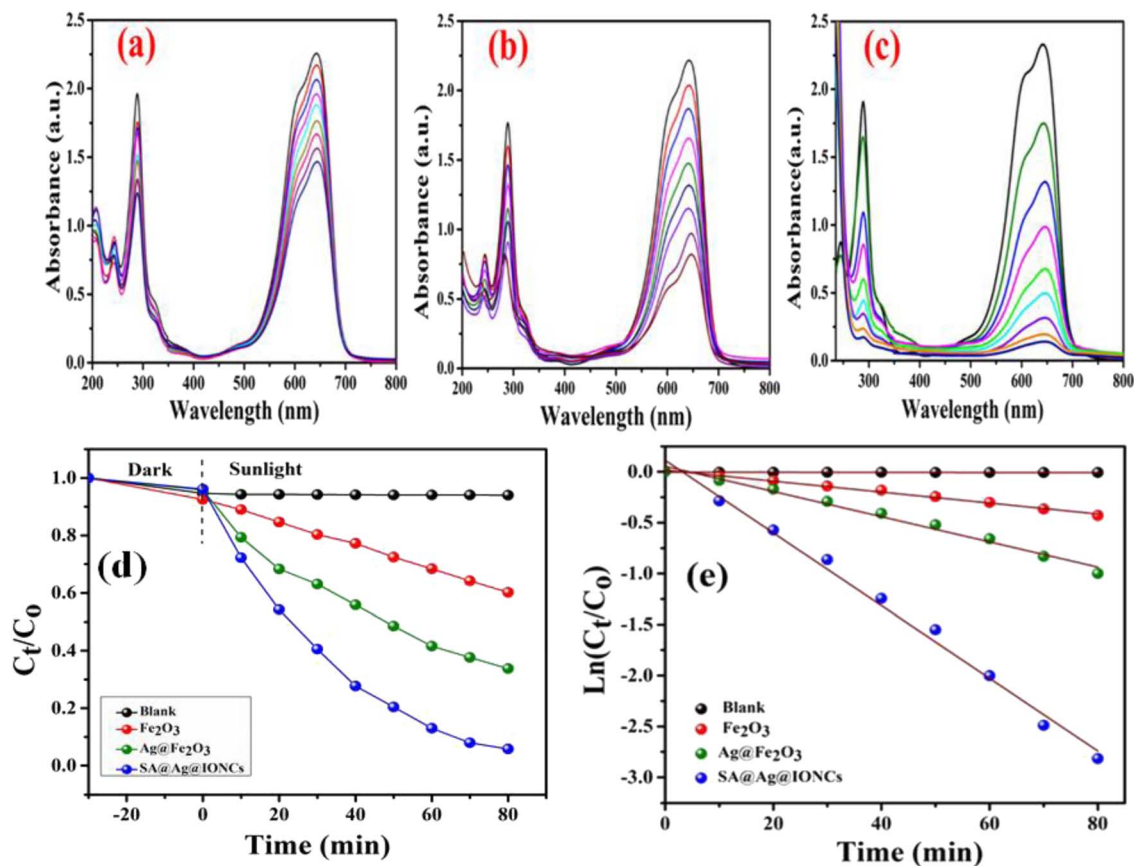 (a)
Absorbance (a.u.)
2.5
2.0
1.5
1.0
0.5
0.0
200 300 400 500 600 700 800
Wavelength (nm)
(b)
Absorbance (a.u.)
2.5
2.0
1.5
1.0
0.5
0.0
200 300 400 500 600 700 800
Wavelength (nm)
(c)
Absorbance(a.u.)
2.5
2.0
1.5
1.0
0.5
0.0
300 400 500 600 700 800
Wavelength (nm)
Dark Sunlight
(d)
Ct/Co
1.0
0.8
0.6
0.4
0.2
0.0
Blank
Fe₂O₃
Ag@Fe₂O₃
SA@Ag@IONCs
-20 0 20 40 60 80
Time (min)
(e)
Ln(Ct/Co)
0.0
-0.5
-1.0
-1.5
-2.0
-2.5
-3.0
Blank
Fe₂O₃
Ag@Fe₂O₃
SA@Ag@IONCs
0 20 40 60 80
Time (min)